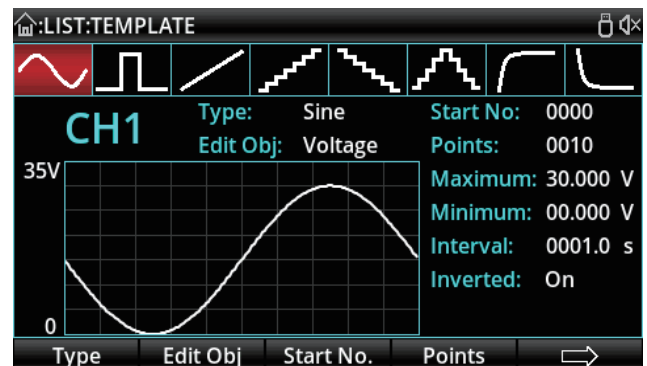 :LIST:TEMPLATE
CH1
Type: Sine
Edit Obj: Voltage
Start No: 0000
Points: 0010
Maximum: 30.000 V
Minimum: 00.000 V
Interval: 0001.0 s
Inverted: On
35V
0
Type Edit Obj Start No. Points